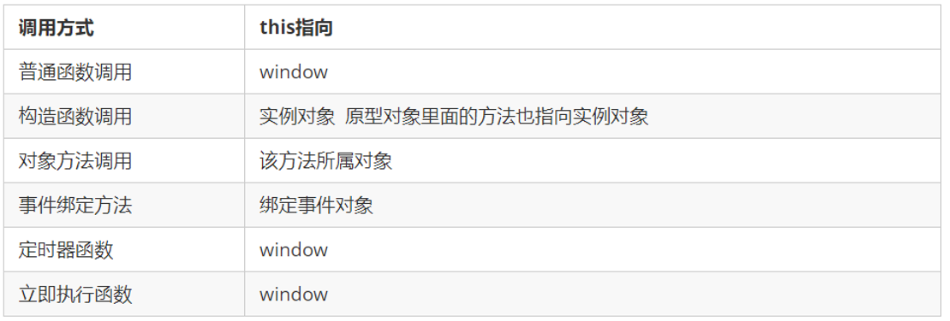 调用方式 this指向
普通函数调用 window
构造函数调用 实例对象 原型对象里面的方法也指向实例对象
对象方法调用 该方法所属对象
事件绑定方法 绑定事件对象
定时器函数 window
立即执行函数 window